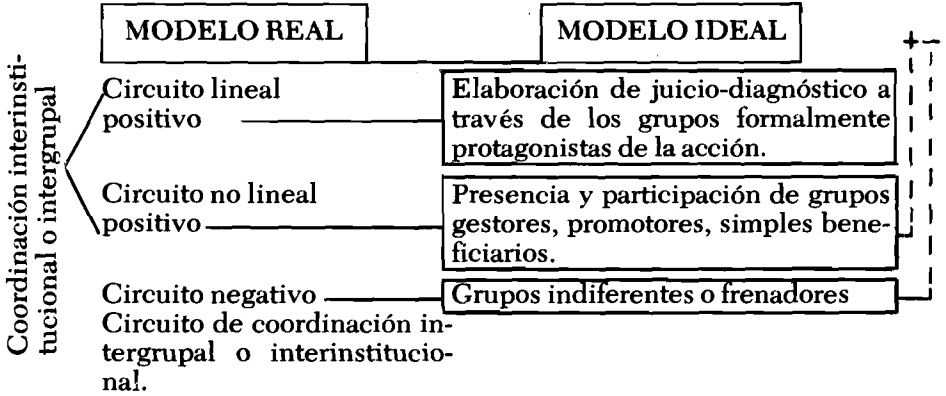 MODELO REAL
MODELO IDEAL
+ -
Coordinación interinsti-
tucional o intergrupal
Circuito lineal
positivo
Elaboración de juicio-diagnóstico a
través de los grupos formalmente
protagonistas de la acción.
Circuito no lineal
positivo
Presencia y participación de grupos
gestores, promotores, simples bene-
ficiarios.
Circuito negativo
Grupos indiferentes o frenadores
Circuito de coordinación in-
tergrupal o interinstitucio-
nal.